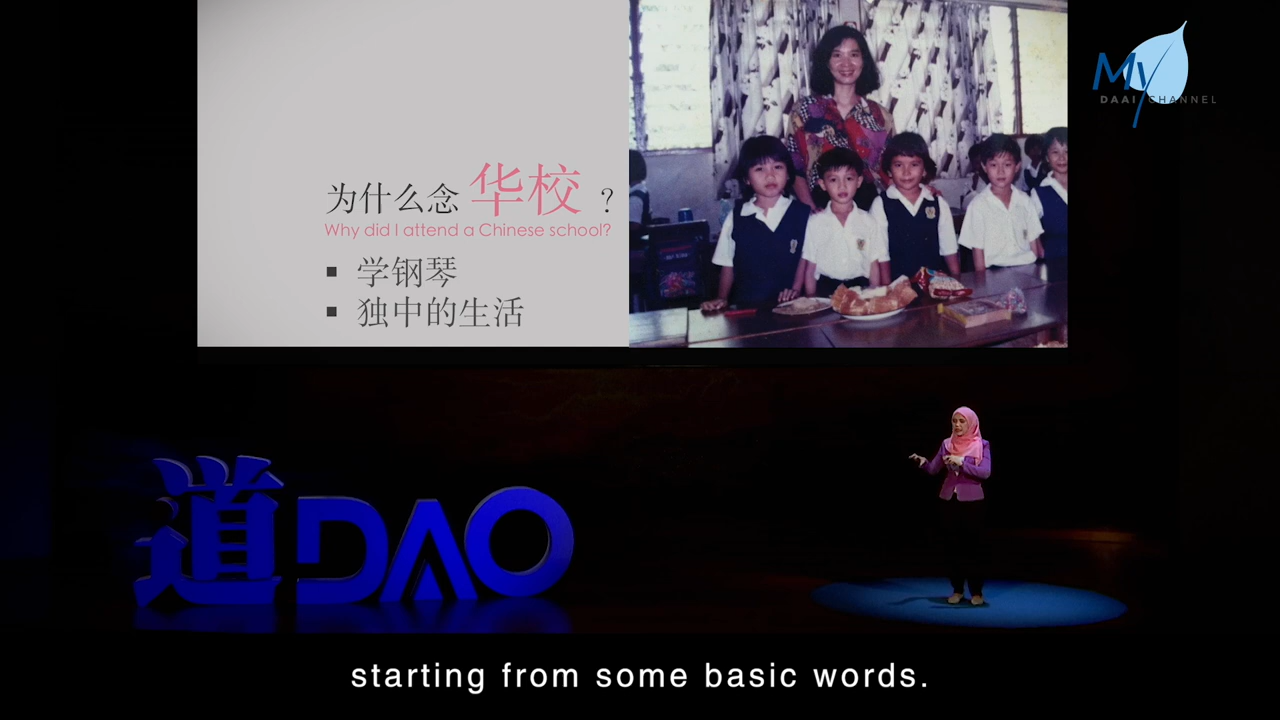 My
DAAI CHANNEL
为什么念 华校 ?
Why did I attend a Chinese school?
▪ 学钢琴
▪ 独中的生活
道DAO
starting from some basic words.